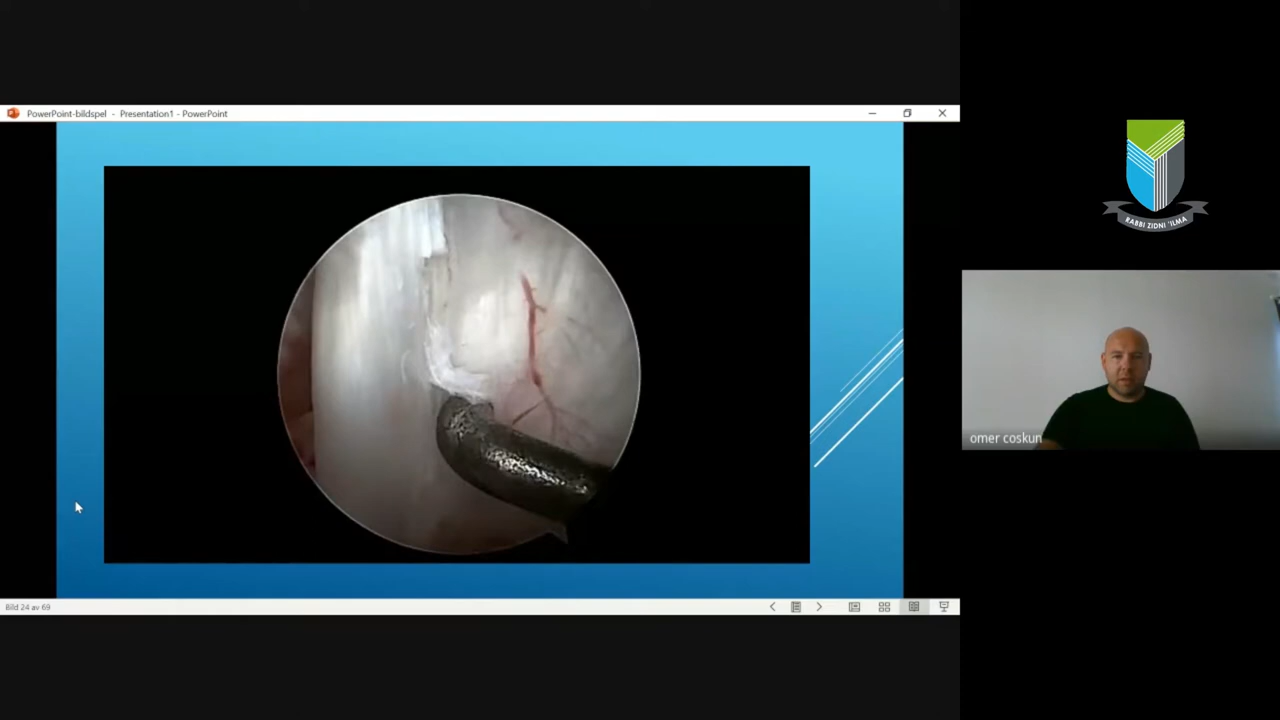 PowerPoint-bildspel - Presentation1 - PowerPoint
RABBI ZIDNI 'ILMA
omer coskun
Bild 24 av 69